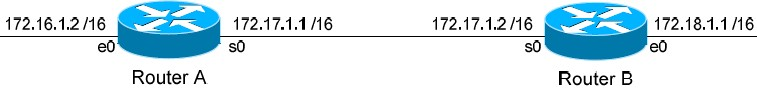 172.16.1.2 /16
172.17.1.1 /16
172.17.1.2 /16
172.18.1.1 /16
e0
s0
s0
e0
Router A
Router B